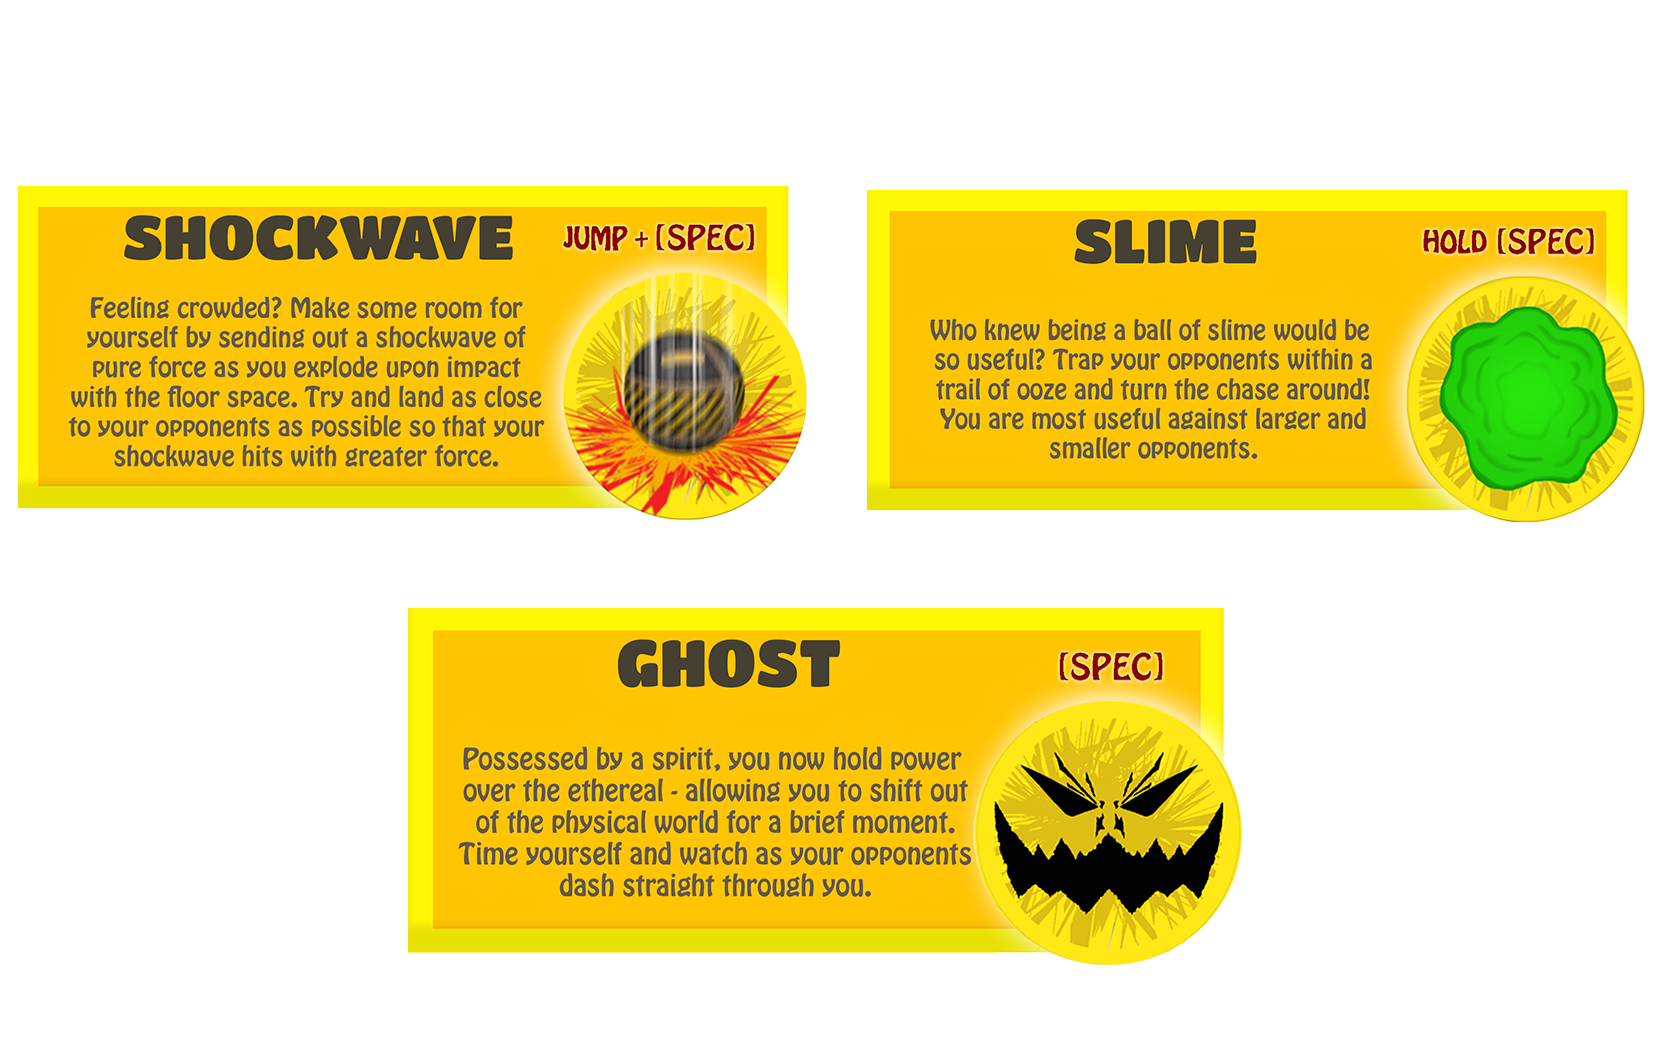 SHOCKWAVE
JUMP + [SPEC]
Feeling crowded? Make some room for
yourself by sending out a shockwave of
pure force as you explode upon impact
with the floor space. Try and land as close
to your opponents as possible so that your
shockwave hits with greater force.
SLIME
HOLD [SPEC]
Who knew being a ball of slime would be
so useful? Trap your opponents within a
trail of ooze and turn the chase around!
You are most useful against larger and
smaller opponents.
GHOST
[SPEC]
Possessed by a spirit, you now hold power
over the ethereal - allowing you to shift out
of the physical world for a brief moment.
Time yourself and watch as your opponents
dash straight through you.